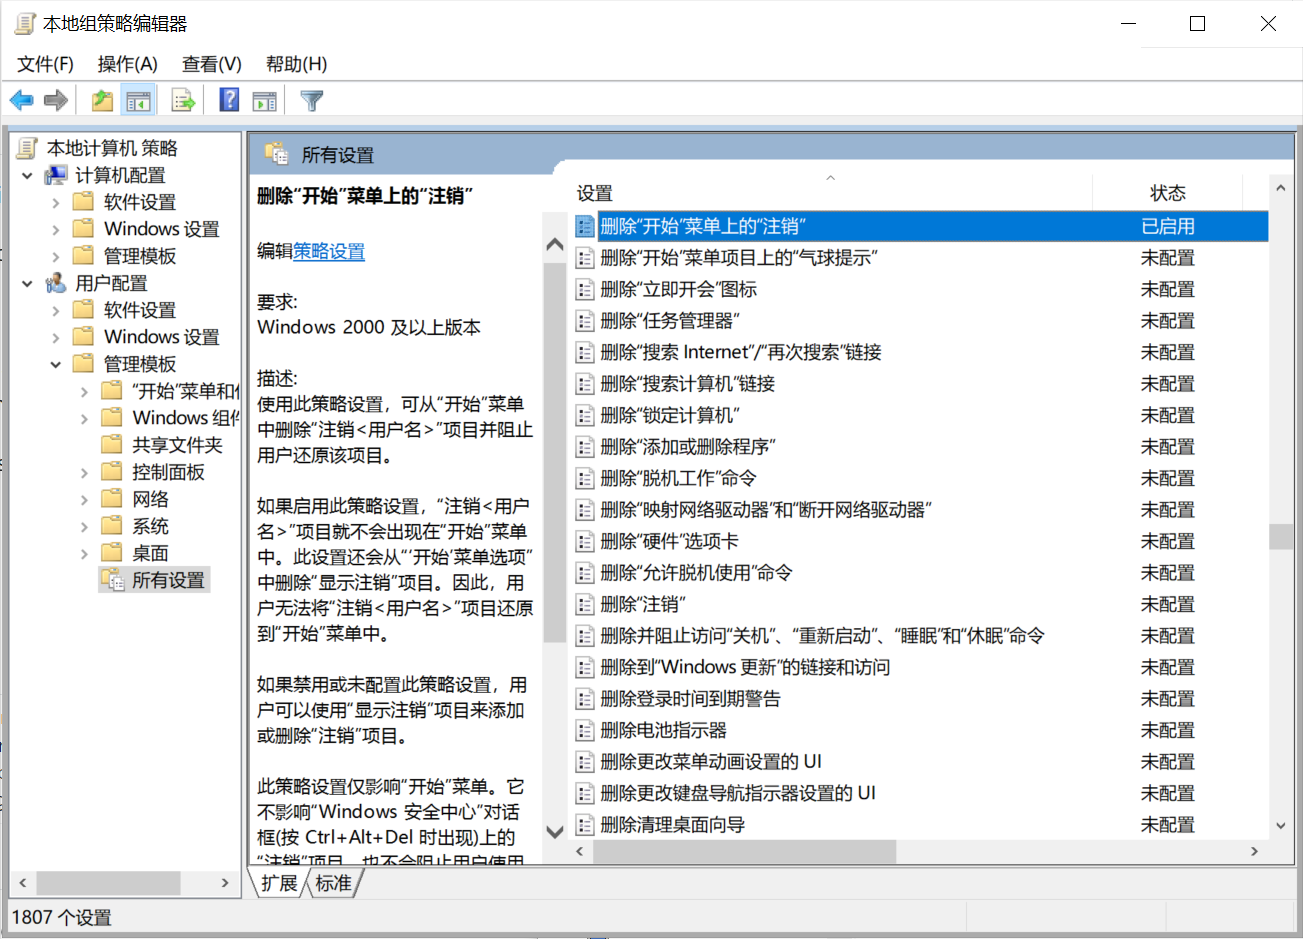 本地组策略编辑器
文件(F) 操作(A) 查看(V) 帮助(H)
本地计算机 策略
计算机配置
软件设置
Windows 设置
管理模板
用户配置
软件设置
Windows 设置
管理模板
“开始”菜单和
Windows 组件
共享文件夹
控制面板
网络
系统
桌面
所有设置
所有设置
删除“开始”菜单上的“注销”
编辑策略设置
要求:
Windows 2000 及以上版本
描述:
使用此策略设置，可从“开始”菜单
中删除“注销<用户名>”项目并阻止
用户还原该项目。
如果启用此策略设置，“注销<用户
名>”项目就不会出现在“开始”菜单
中。此设置还会从“‘开始’菜单选项”
中删除“显示注销”项目。因此，用
户无法将“注销<用户名>”项目还原
到“开始”菜单中。
如果禁用或未配置此策略设置，用
户可以使用“显示注销”项目来添加
或删除“注销”项目。
此策略设置仅影响“开始”菜单。它
不影响“Windows 安全中心”对话
框(按 Ctrl+Alt+Del 时出现)上的
“注销”项目，也不会阻止用户使用
设置 状态
删除“开始”菜单上的“注销” 已启用
删除“开始”菜单项目上的“气球提示” 未配置
删除“立即开会”图标 未配置
删除“任务管理器” 未配置
删除“搜索 Internet”/“再次搜索”链接 未配置
删除“搜索计算机”链接 未配置
删除“锁定计算机” 未配置
删除“添加或删除程序” 未配置
删除“脱机工作”命令 未配置
删除“映射网络驱动器”和“断开网络驱动器” 未配置
删除“硬件”选项卡 未配置
删除“允许脱机使用”命令 未配置
删除“注销” 未配置
删除并阻止访问“关机”、“重新启动”、“睡眠”和“休眠”命令 未配置
删除到“Windows 更新”的链接和访问 未配置
删除登录时间到期警告 未配置
删除电池指示器 未配置
删除更改菜单动画设置的 UI 未配置
删除更改键盘导航指示器设置的 UI 未配置
删除清理桌面向导 未配置
扩展 标准
1807 个设置